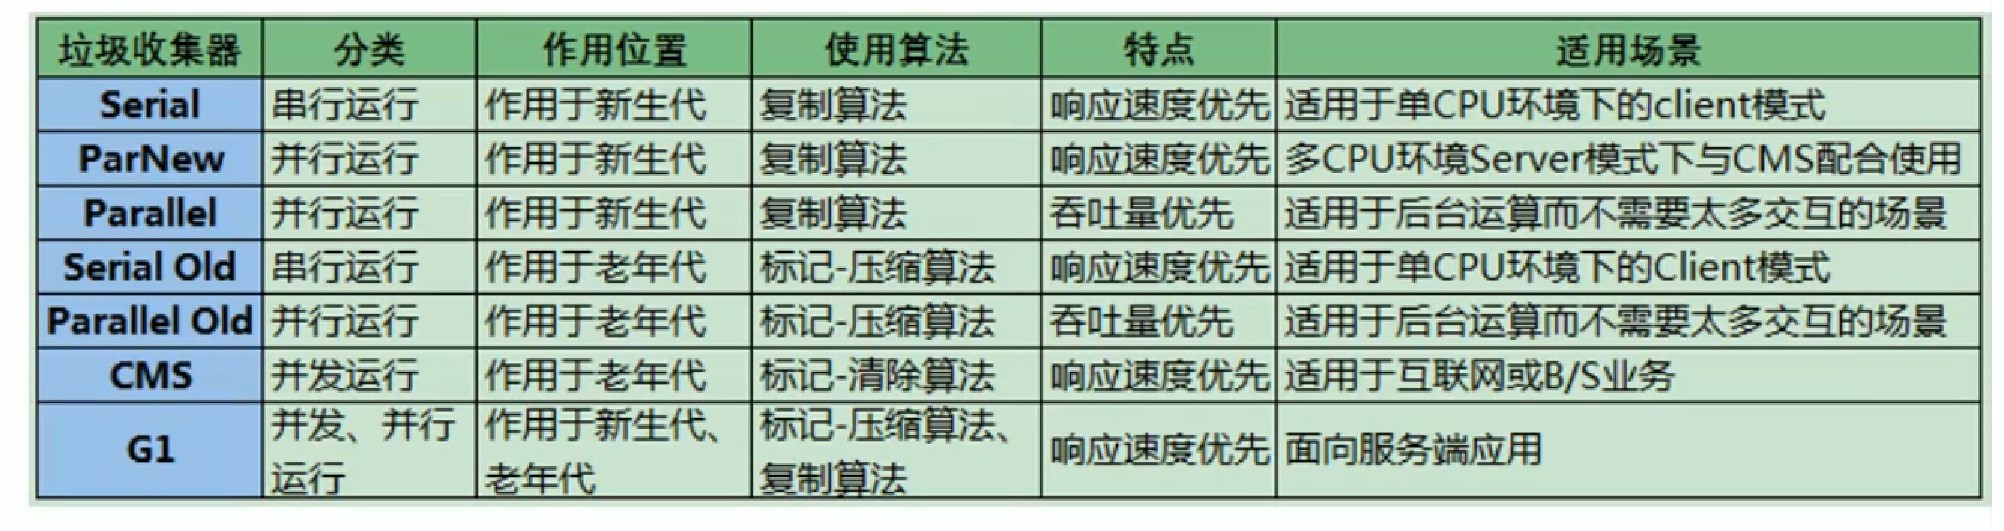 垃圾收集器 分类 作用位置 使用算法 特点 适用场景
Serial 串行运行 作用于新生代 复制算法 响应速度优先 适用于单CPU环境下的client模式
ParNew 并行运行 作用于新生代 复制算法 响应速度优先 多CPU环境Server模式下与CMS配合使用
Parallel 并行运行 作用于新生代 复制算法 吞吐量优先 适用于后台运算而不需要太多交互的场景
Serial Old 串行运行 作用于老年代 标记-压缩算法 响应速度优先 适用于单CPU环境下的Client模式
Parallel Old 并行运行 作用于老年代 标记-压缩算法 吞吐量优先 适用于后台运算而不需要太多交互的场景
CMS 并发运行 作用于老年代 标记-清除算法 响应速度优先 适用于互联网或B/S业务
G1 并发、并行 作用于新生代、 标记-压缩算法、 响应速度优先 面向服务端应用
运行 老年代 复制算法